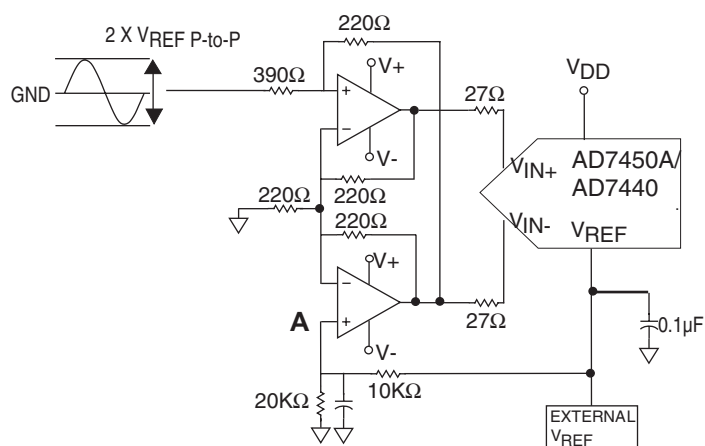 2 X VREF P-to-P
GND
390Ω
220Ω
V+
+
−
V-
27Ω
VDD
220Ω
220Ω
220Ω
VIN+
AD7450A/
AD7440
VIN-
VREF
V+
−
A
+
V-
27Ω
0.1µF
20KΩ
10KΩ
EXTERNAL
VREF